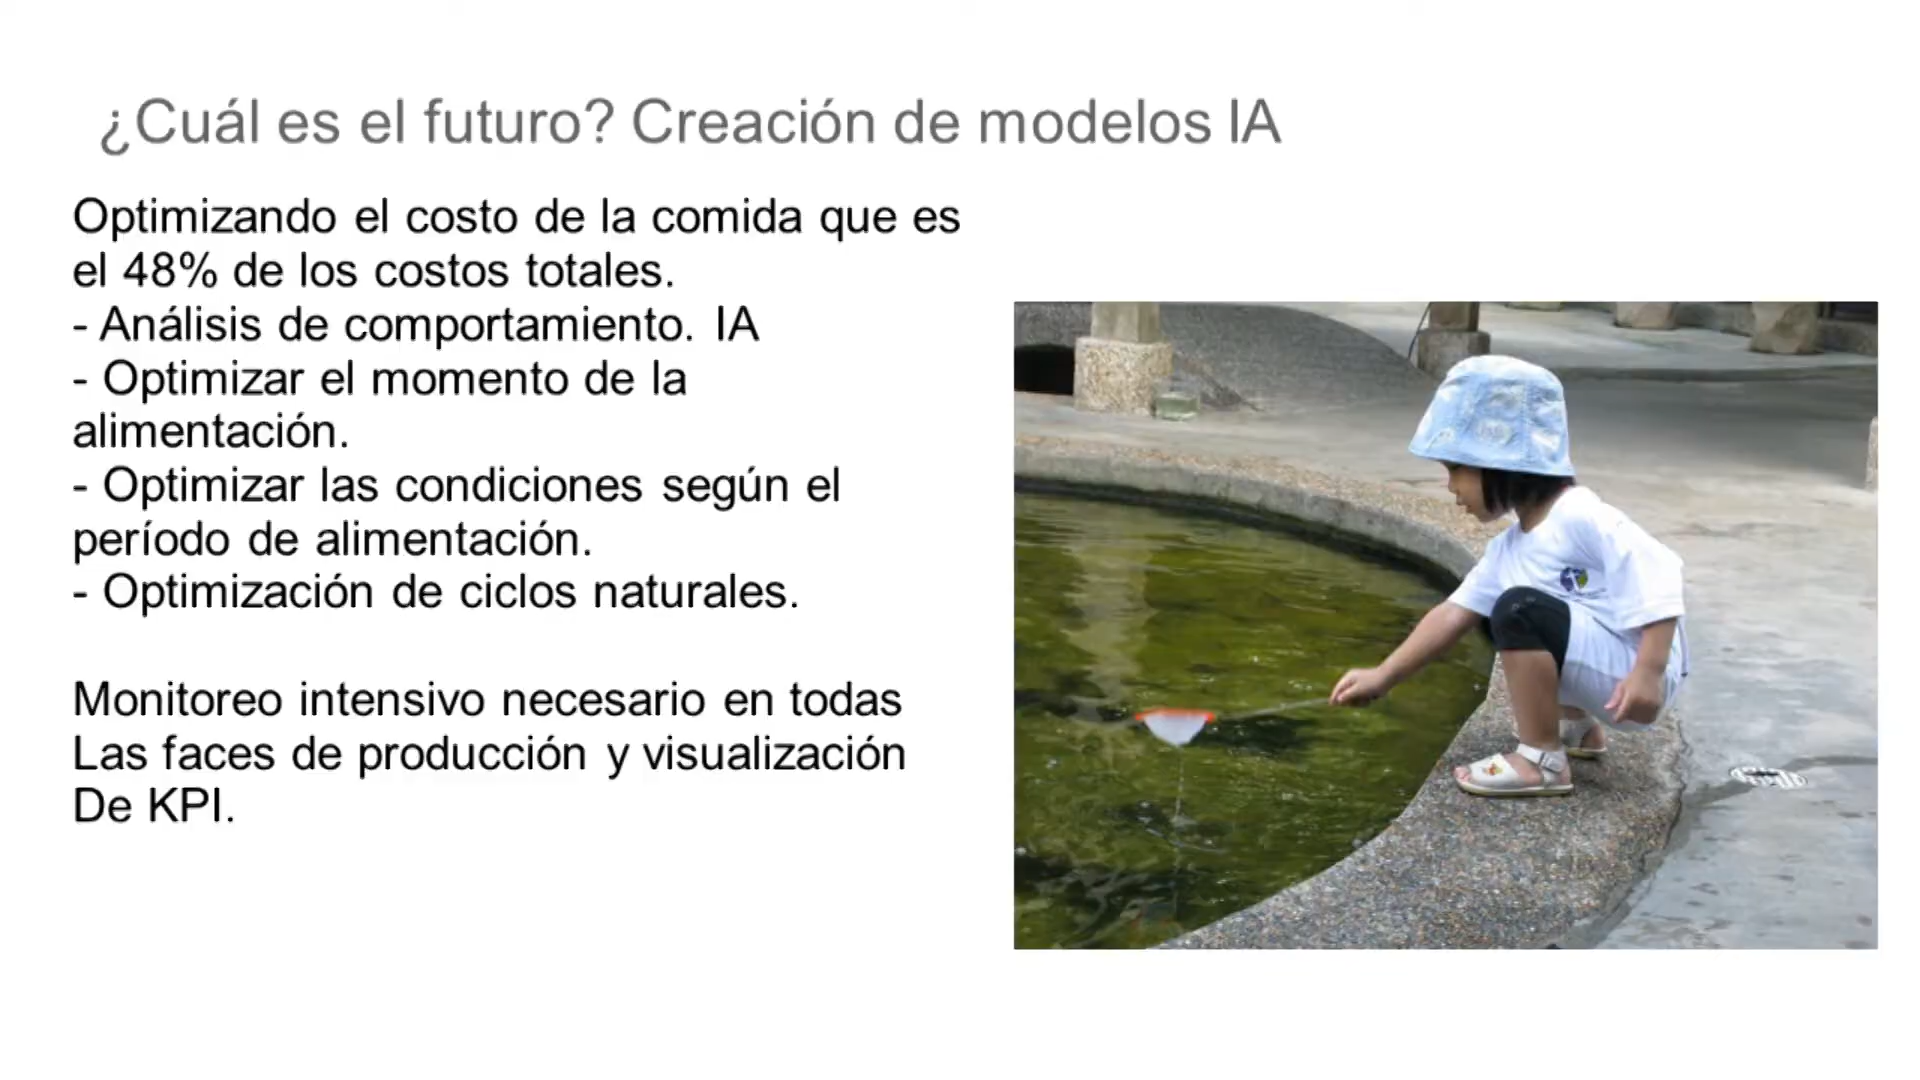 ¿Cuál es el futuro? Creación de modelos IA
Optimizando el costo de la comida que es
el 48% de los costos totales.
- Análisis de comportamiento. IA
- Optimizar el momento de la
alimentación.
- Optimizar las condiciones según el
período de alimentación.
- Optimización de ciclos naturales.
Monitoreo intensivo necesario en todas
Las faces de producción y visualización
De KPI.